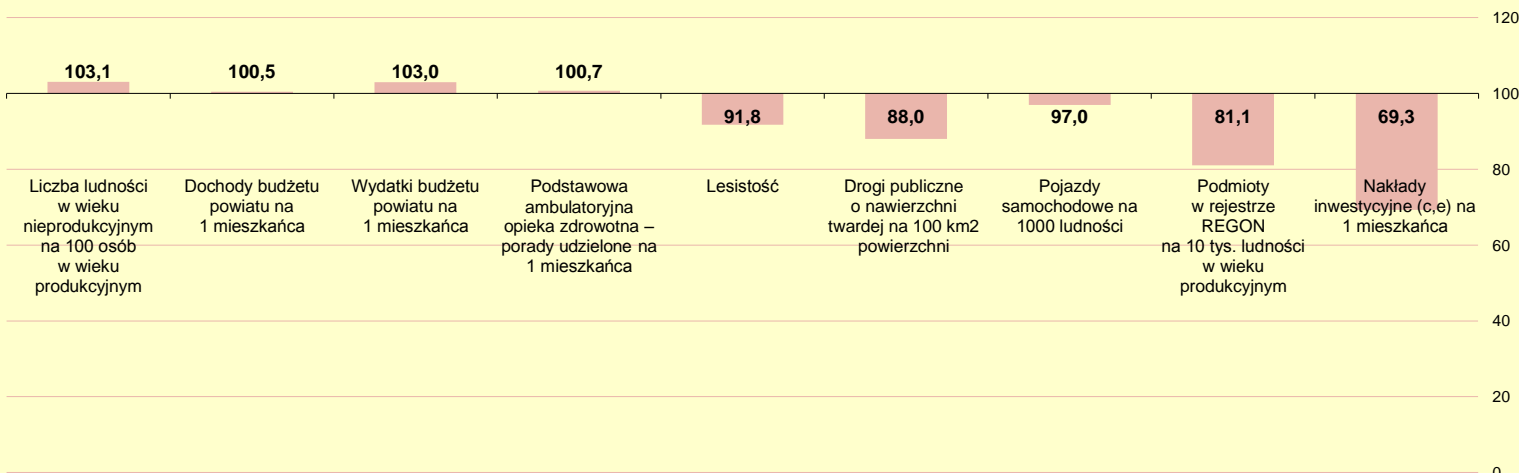 120
103,1
100,5
103,0
100,7
100
91,8
88,0
97,0
81,1
69,3
80
Liczba ludności
w wieku
nieprodukcyjnym
na 100 osób
w wieku
produkcyjnym
Dochody budżetu
powiatu na
1 mieszkańca
Wydatki budżetu
powiatu na
1 mieszkańca
Podstawowa
ambulatoryjna
opieka zdrowotna –
porady udzielone na
1 mieszkańca
Lesistość
Drogi publiczne
o nawierzchni
twardej na 100 km2
powierzchni
Pojazdy
samochodowe na
1000 ludności
Podmioty
w rejestrze
REGON
na 10 tys. ludności
w wieku
produkcyjnym
Nakłady
inwestycyjne (c,e) na
1 mieszkańca
60
40
20
0